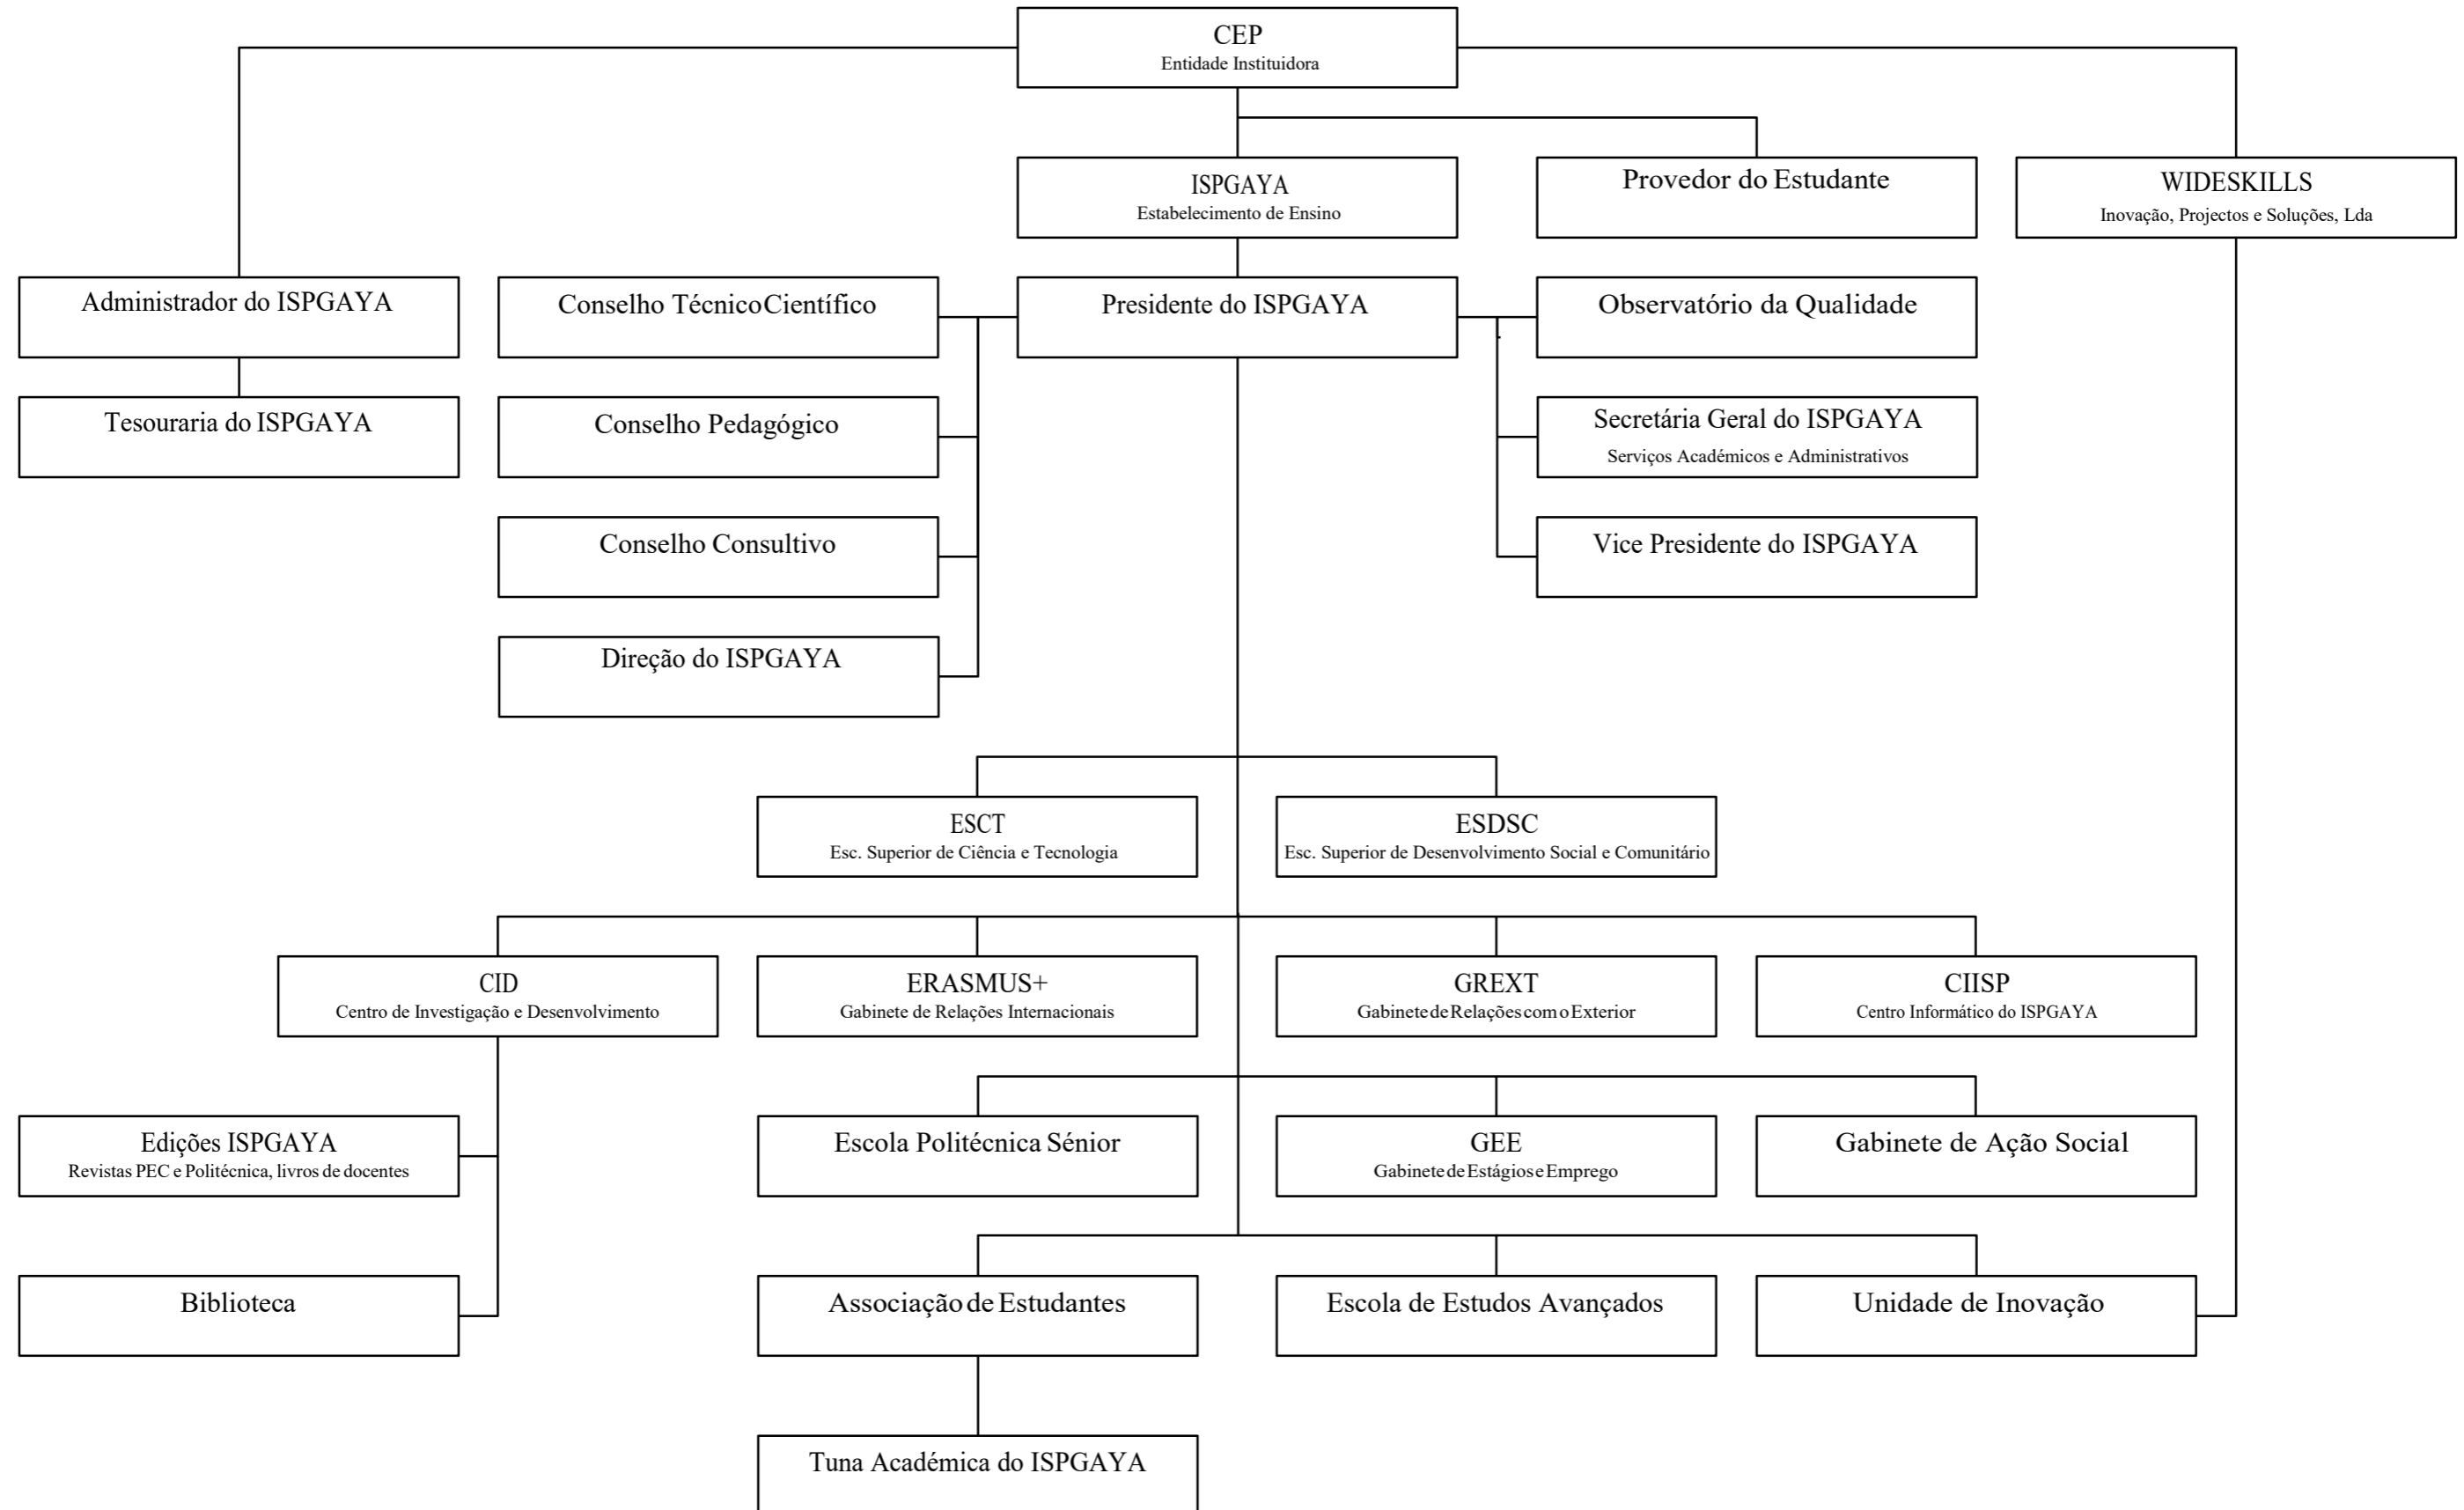 CEP
Entidade Instituidora
ISPGAYA
Estabelecimento de Ensino
Provedor do Estudante
WIDESKILLS
Inovação, Projectos e Soluções, Lda
Administrador do ISPGAYA
Conselho Técnico Científico
Presidente do ISPGAYA
Observatório da Qualidade
Tesouraria do ISPGAYA
Conselho Pedagógico
Secretária Geral do ISPGAYA
Serviços Académicos e Administrativos
Conselho Consultivo
Vice Presidente do ISPGAYA
Direção do ISPGAYA
ESCT
Esc. Superior de Ciência e Tecnologia
ESDSC
Esc. Superior de Desenvolvimento Social e Comunitário
CID
Centro de Investigação e Desenvolvimento
ERASMUS+
Gabinete de Relações Internacionais
GREXT
Gabinete de Relações com o Exterior
CIISP
Centro Informático do ISPGAYA
Edições ISPGAYA
Revistas PEC e Politécnica, livros de docentes
Escola Politécnica Sénior
GEE
Gabinete de Estágios e Emprego
Gabinete de Ação Social
Biblioteca
Associação de Estudantes
Escola de Estudos Avançados
Unidade de Inovação
Tuna Académica do ISPGAYA